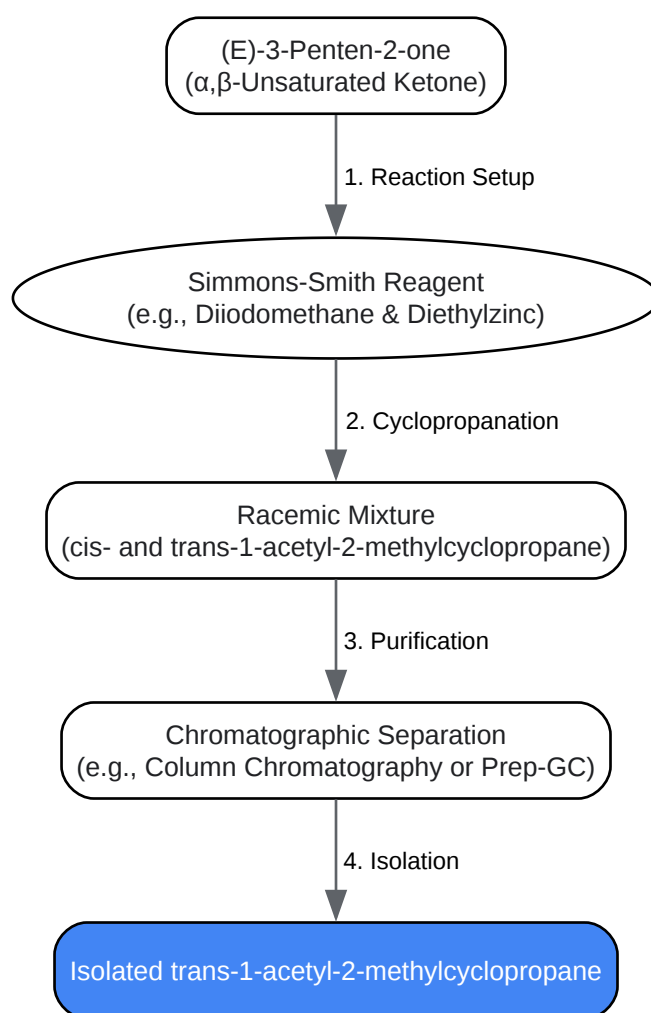 (E)-3-Penten-2-one
(α,β-Unsaturated Ketone)
1. Reaction Setup
Simmons-Smith Reagent
(e.g., Diiodomethane & Diethylzinc)
2. Cyclopropanation
Racemic Mixture
(cis- and trans-1-acetyl-2-methylcyclopropane)
3. Purification
Chromatographic Separation
(e.g., Column Chromatography or Prep-GC)
4. Isolation
Isolated trans-1-acetyl-2-methylcyclopropane